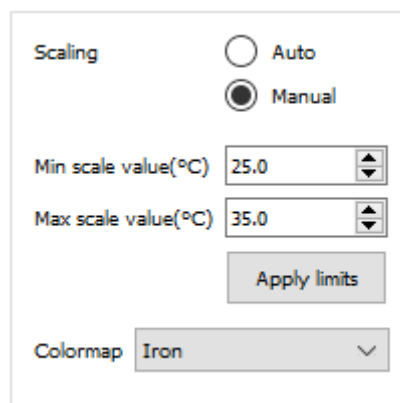 Scaling Auto
Manual
Min scale value(°C) 25.0
Max scale value(°C) 35.0
Apply limits
Colormap Iron